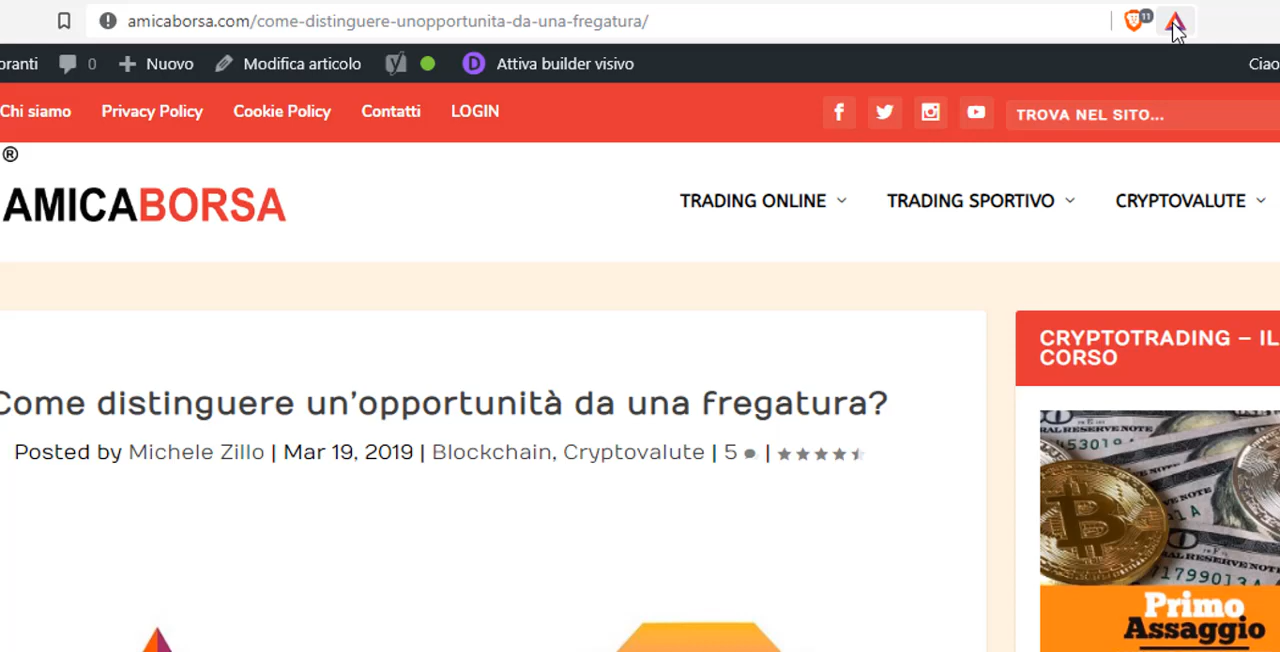 amicaborsa.com/come-distinguere-unopportunita-da-una-fregatura/
11
oranti 0 Nuovo Modifica articolo Attiva builder visivo Ciao
Chi siamo Privacy Policy Cookie Policy Contatti LOGIN TROVA NEL SITO...
®
AMICABORSA
TRADING ONLINE TRADING SPORTIVO CRYPTOVALUTE
CRYPTOTRADING – IL
CORSO
Come distinguere un'opportunità da una fregatura?
Posted by Michele Zillo | Mar 19, 2019 | Blockchain, Cryptovalute | 5 |
Primo
Assaggio